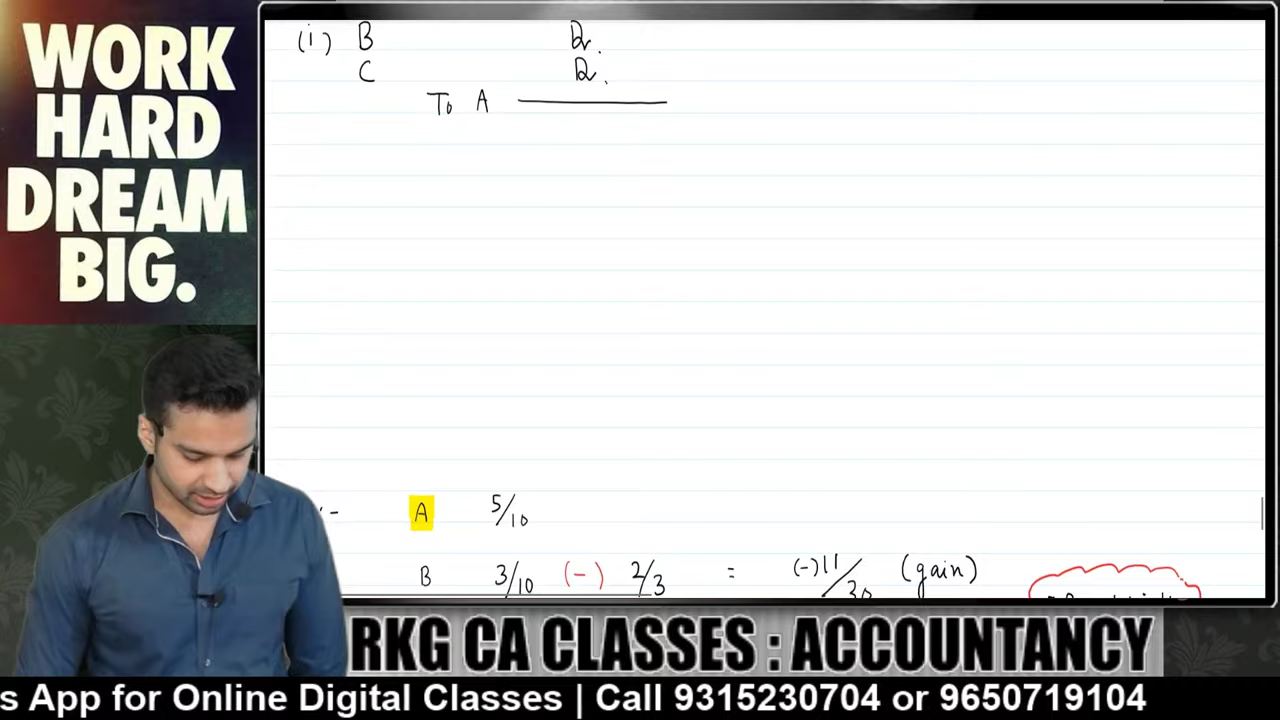 WORK
HARD
DREAM
BIG.
(i) B Dr.
C Dr.
To A
A 5/10
B 3/10 (-) 2/3 = (-) 11/30 (gain)
RKG CA CLASSES : ACCOUNTANCY
s App for Online Digital Classes | Call 9315230704 or 9650719104